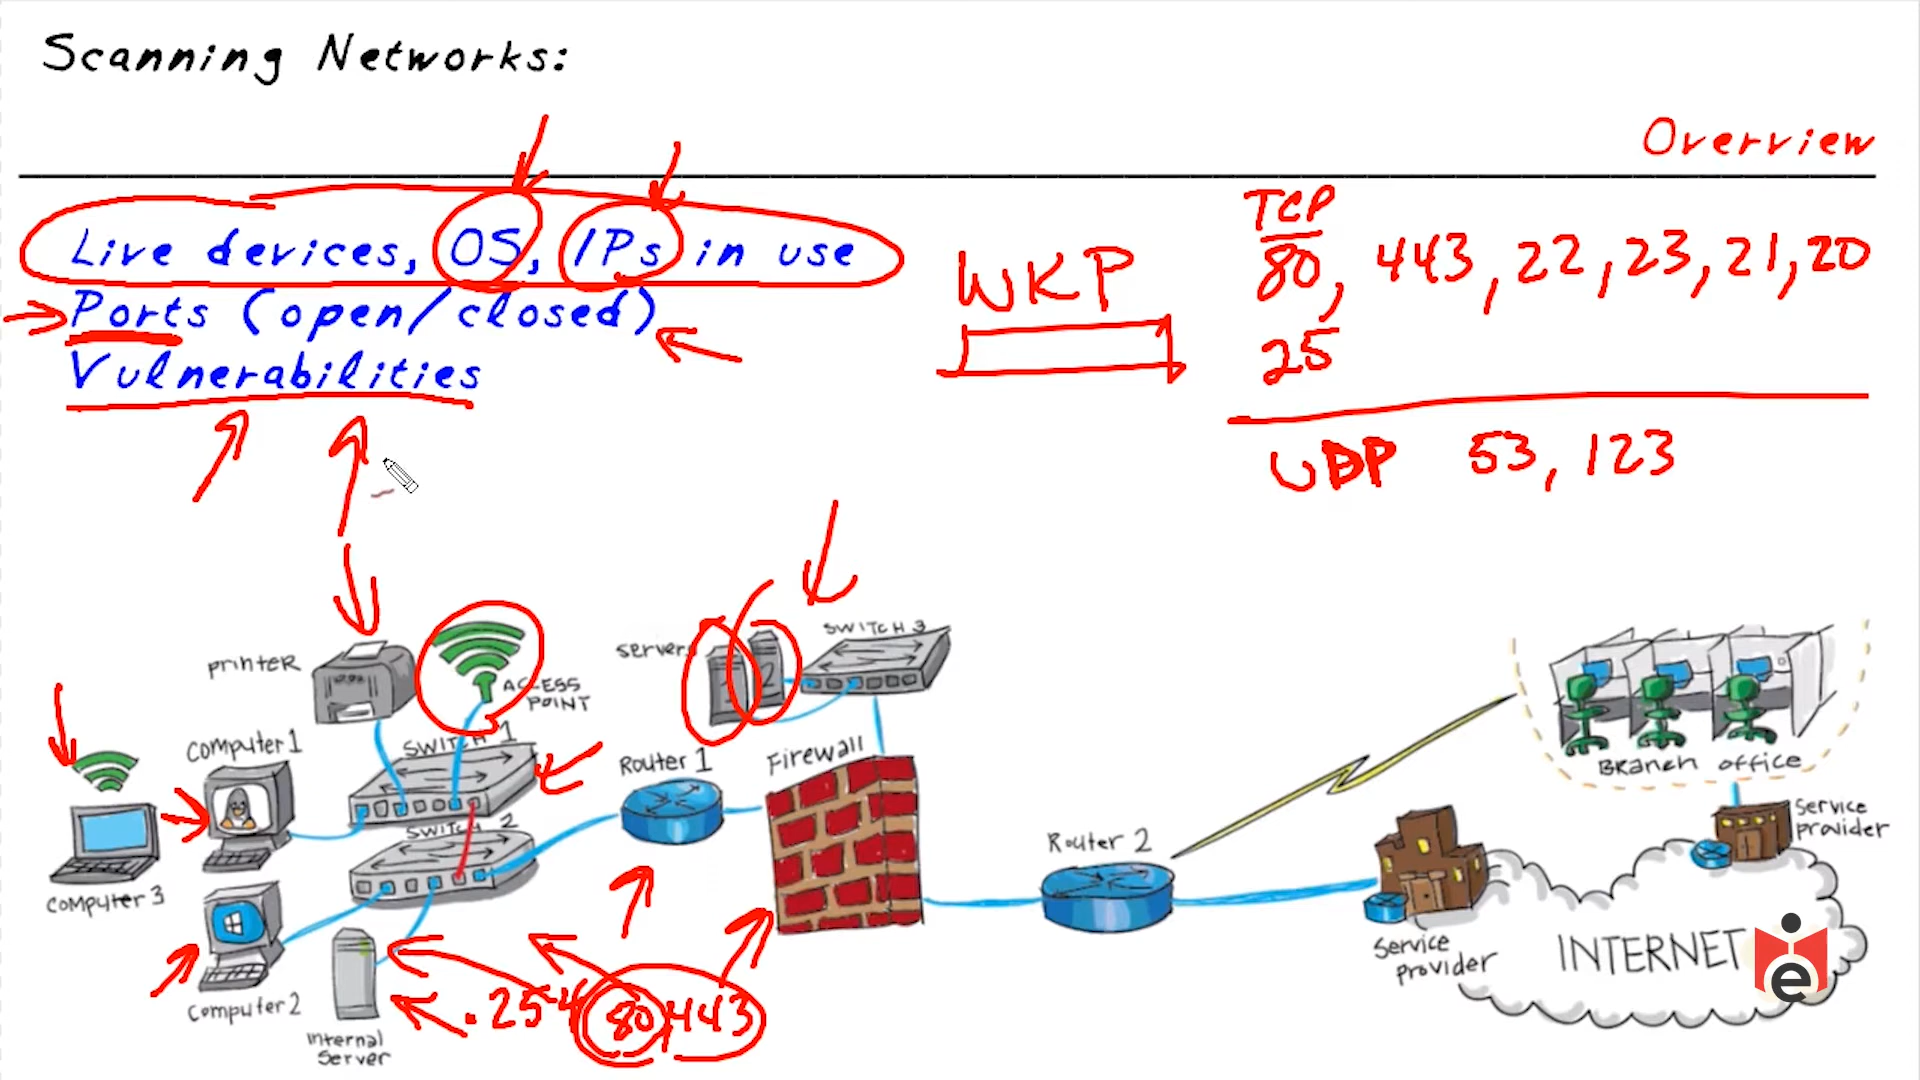 Scanning Networks:
Overview
Live devices, OS, IPs in use
Ports (open/closed)
Vulnerabilities
WKP
TCP
80, 443, 22, 23, 21, 20
25
UDP 53, 123
printer
ACCESS
POINT
servers
SWITCH 3
computer 1
SWITCH 1
Router 1
Firewall
SWITCH 2
computer 3
Router 2
Branch office
Service
provider
computer 2
Internal
Server
.254
80, 443
Service
provider
INTERNET